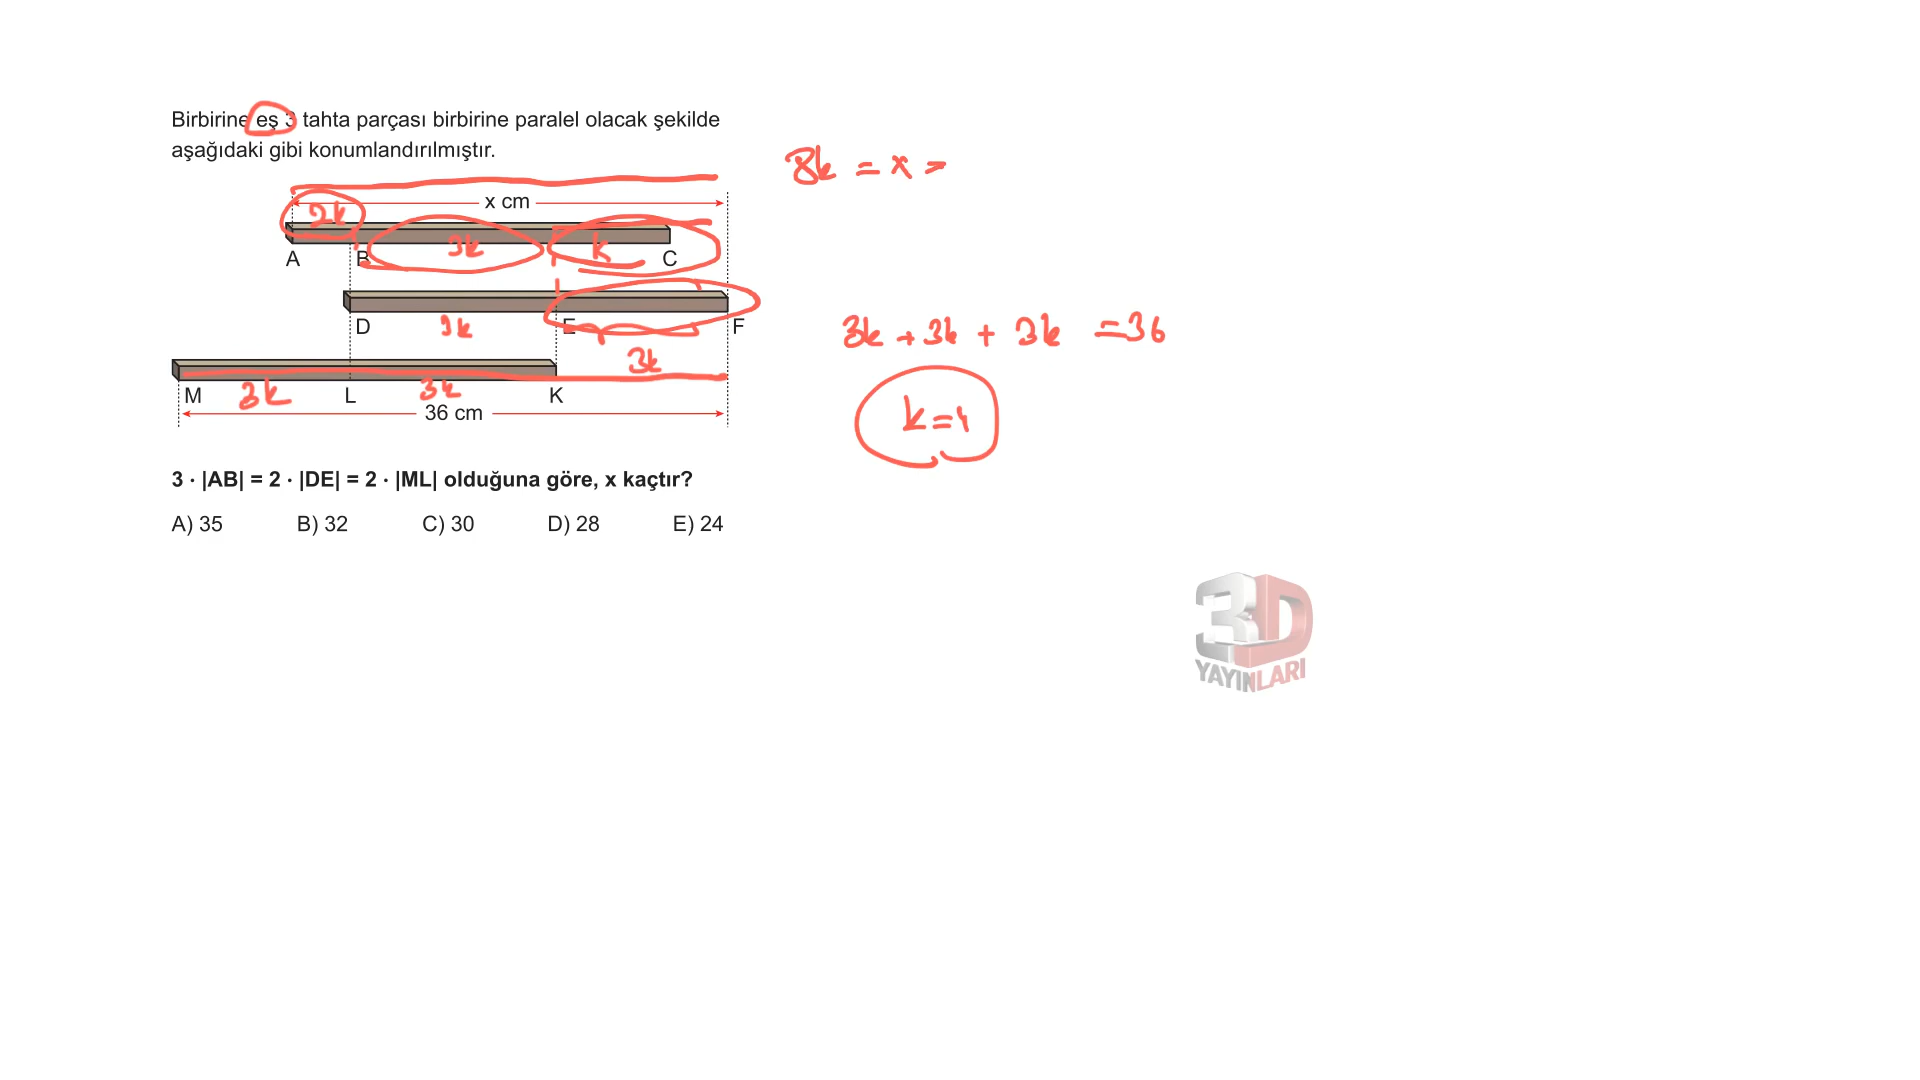 Birbirine eş 3 tahta parçası birbirine paralel olacak şekilde
aşağıdaki gibi konumlandırılmıştır.
8k = x =
x cm
2k
3k
k
A B C
D 3k E F
3k + 3k + 3k = 36
3k
3k 3k
M L K
36 cm
k = 4
3 · |AB| = 2 · |DE| = 2 · |ML| olduğuna göre, x kaçtır?
A) 35 B) 32 C) 30 D) 28 E) 24
3D
YAYINLARI